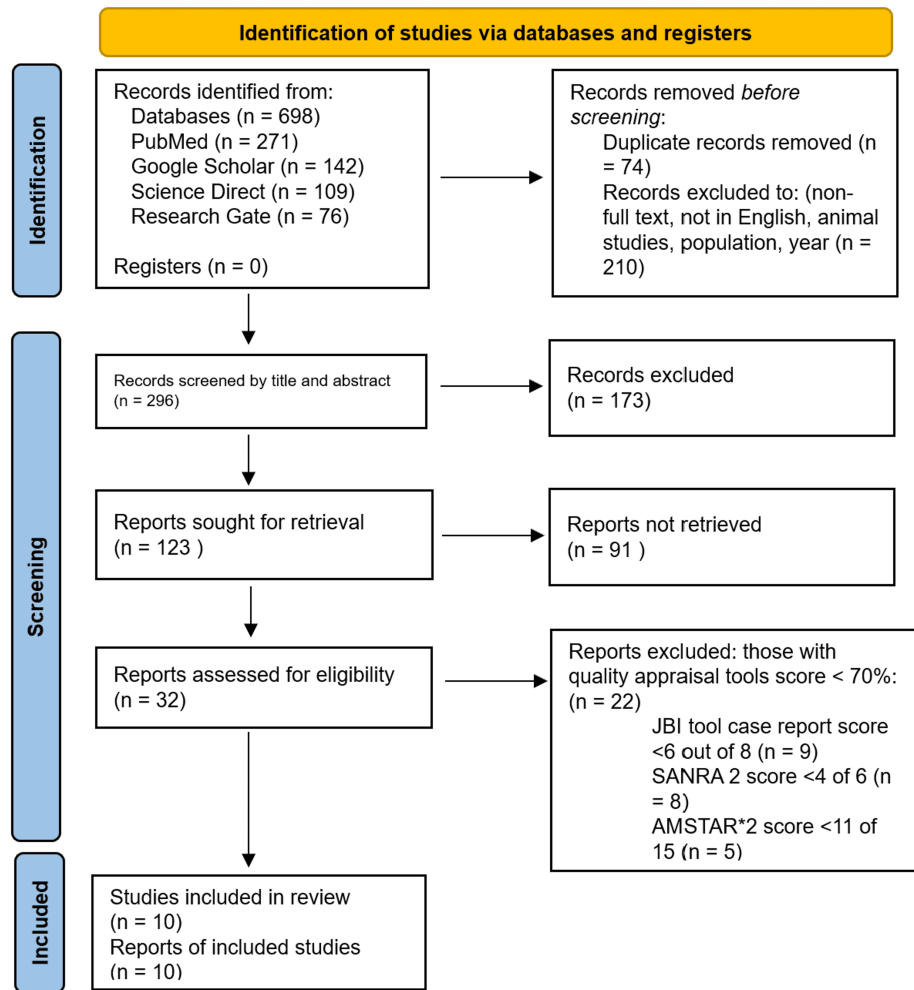 Identification of studies via databases and registers
Identification
Records identified from:
Databases (n = 698)
PubMed (n = 271)
Google Scholar (n = 142)
Science Direct (n = 109)
Research Gate (n = 76)
Registers (n = 0)
Records removed before
screening:
Duplicate records removed (n
= 74)
Records excluded to: (non-
full text, not in English, animal
studies, population, year (n =
210)
Screening
Records screened by title and abstract
(n = 296)
Records excluded
(n = 173)
Reports sought for retrieval
(n = 123 )
Reports not retrieved
(n = 91 )
Reports assessed for eligibility
(n = 32)
Reports excluded: those with
quality appraisal tools score < 70%:
(n = 22)
JBI tool case report score
<6 out of 8 (n = 9)
SANRA 2 score <4 of 6 (n
= 8)
AMSTAR*2 score <11 of
15 (n = 5)
Included
Studies included in review
(n = 10)
Reports of included studies
(n = 10)